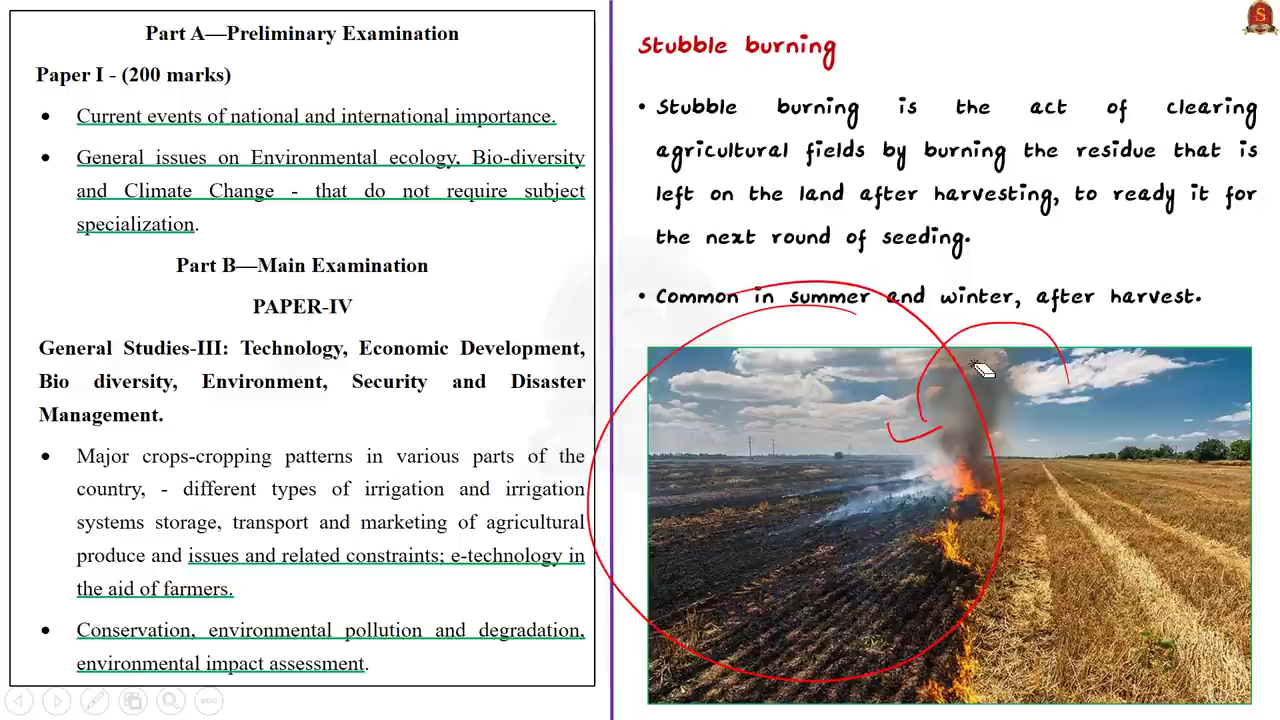 Part A—Preliminary Examination
Paper I - (200 marks)
• Current events of national and international importance.
• General issues on Environmental ecology, Bio-diversity
and Climate Change - that do not require subject
specialization.
Part B—Main Examination
PAPER-IV
General Studies-III: Technology, Economic Development,
Bio diversity, Environment, Security and Disaster
Management.
• Major crops-cropping patterns in various parts of the
country, - different types of irrigation and irrigation
systems storage, transport and marketing of agricultural
produce and issues and related constraints; e-technology in
the aid of farmers.
• Conservation, environmental pollution and degradation,
environmental impact assessment.
Stubble burning
• Stubble burning is the act of clearing
agricultural fields by burning the residue that is
left on the land after harvesting, to ready it for
the next round of seeding.
• Common in summer and winter, after harvest.
S